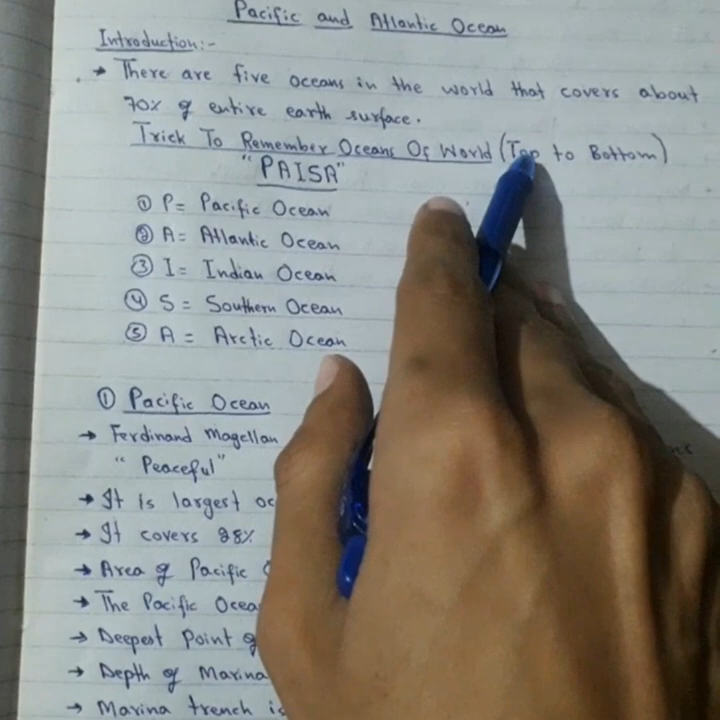 Pacific and Atlantic Ocean
Introduction:-
→ There are five oceans in the world that covers about
70% of entire earth surface.
Trick To Remember Oceans Of World (Top to Bottom)
"PAISA"
① P= Pacific Ocean
② A= Atlantic Ocean
③ I= Indian Ocean
④ S= Southern Ocean
⑤ A= Arctic Ocean
① Pacific Ocean
→ Ferdinand Magellan
"Peaceful"
→ It is largest
→ It covers 28%
→ Area of Pacific
→ The Pacific
→ Deepest Point
→ Depth of Marina
→ Marina trench is